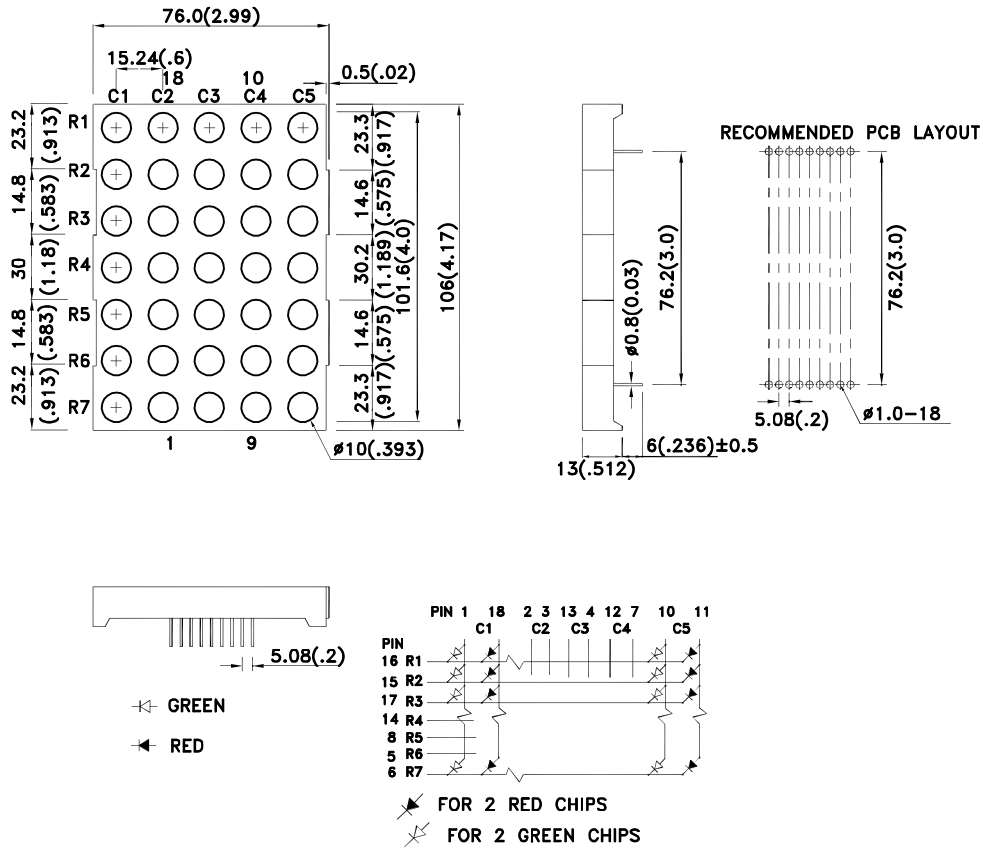 76.0(2.99)
15.24(.6)
0.5(.02)
18 10
C1 C2 C3 C4 C5
R1
R2
R3
R4
R5
R6
R7
23.2
(.913)
14.8
(.583)
30
(1.18)
14.8
(.583)
23.2
(.913)
23.3
(.917)
14.6
(.575)
30.2
(1.189)
14.6
(.575)
23.3
(.917)
101.6(4.0)
106(4.17)
1 9
ø10(.393)
ø0.8(0.03)
76.2(3.0)
13(.512)
6(.236)±0.5
RECOMMENDED PCB LAYOUT
76.2(3.0)
5.08(.2)
ø1.0-18
5.08(.2)
GREEN
RED
PIN 1 18 2 3 13 4 12 7 10 11
C1 C2 C3 C4 C5
PIN
16 R1
15 R2
17 R3
14 R4
8 R5
5 R6
6 R7
FOR 2 RED CHIPS
FOR 2 GREEN CHIPS